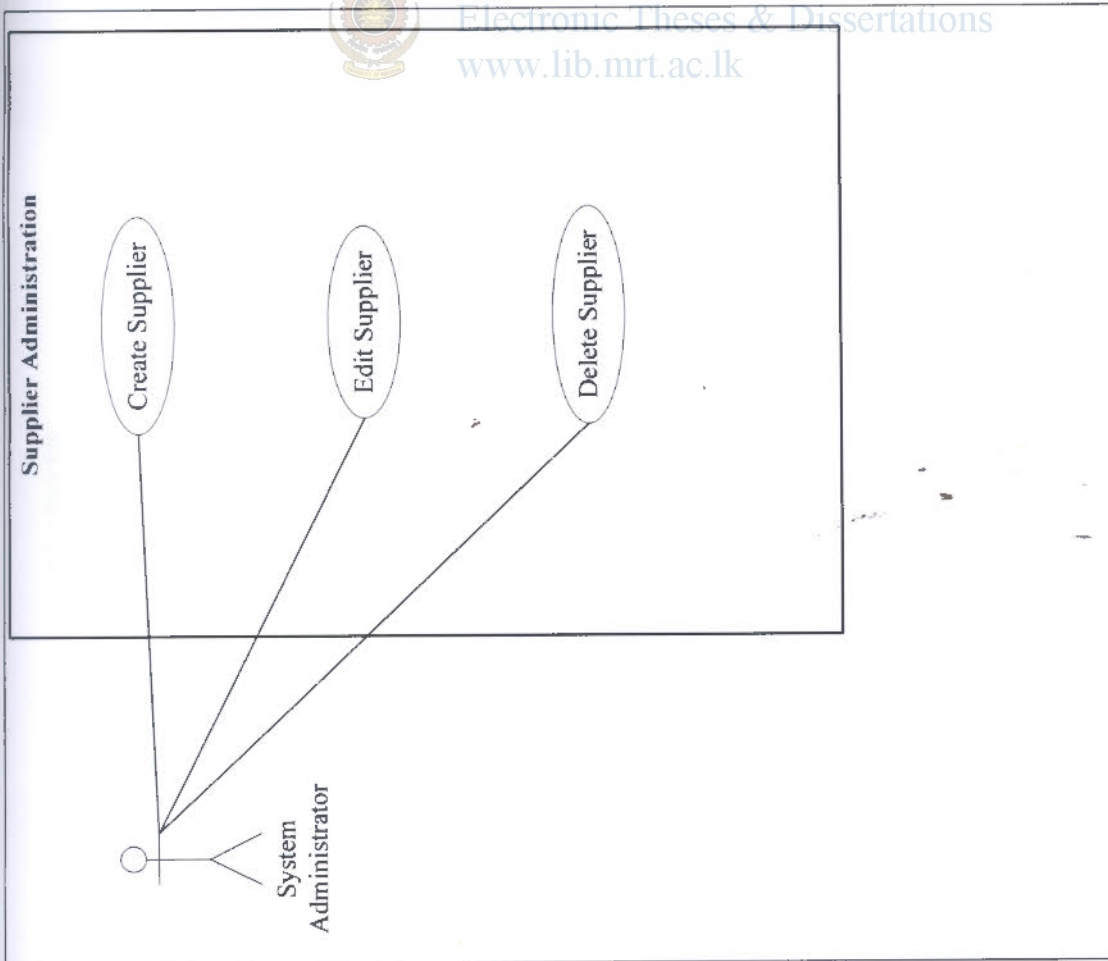 Electronic Theses & Dissertations
www.lib.mrt.ac.lk
Supplier Administration
Create Supplier
Edit Supplier
Delete Supplier
System
Administrator